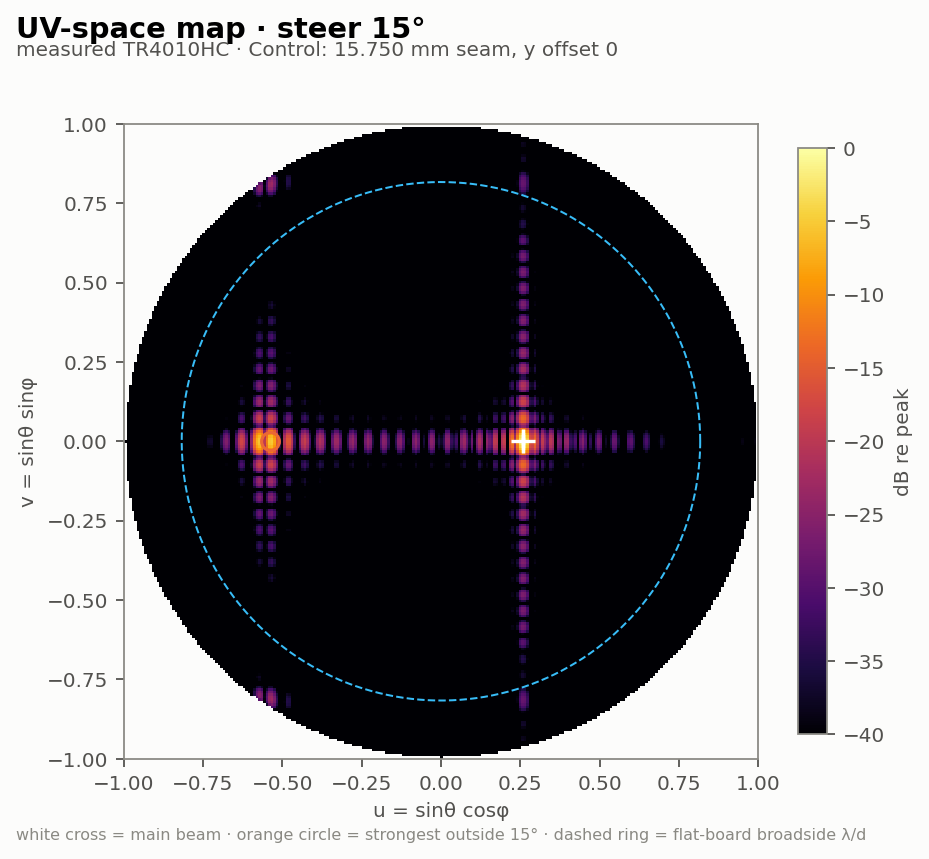 UV-space map · steer 15°
measured TR4010HC · Control: 15.750 mm seam, y offset 0
1.00
0.75
0.50
0.25
0.00
−0.25
−0.50
−0.75
−1.00
v = sinθ sinφ
−1.00 −0.75 −0.50 −0.25 0.00 0.25 0.50 0.75 1.00
u = sinθ cosφ
0
−5
−10
−15
−20
−25
−30
−35
−40
dB re peak
white cross = main beam · orange circle = strongest outside 15° · dashed ring = flat-board broadside λ/d